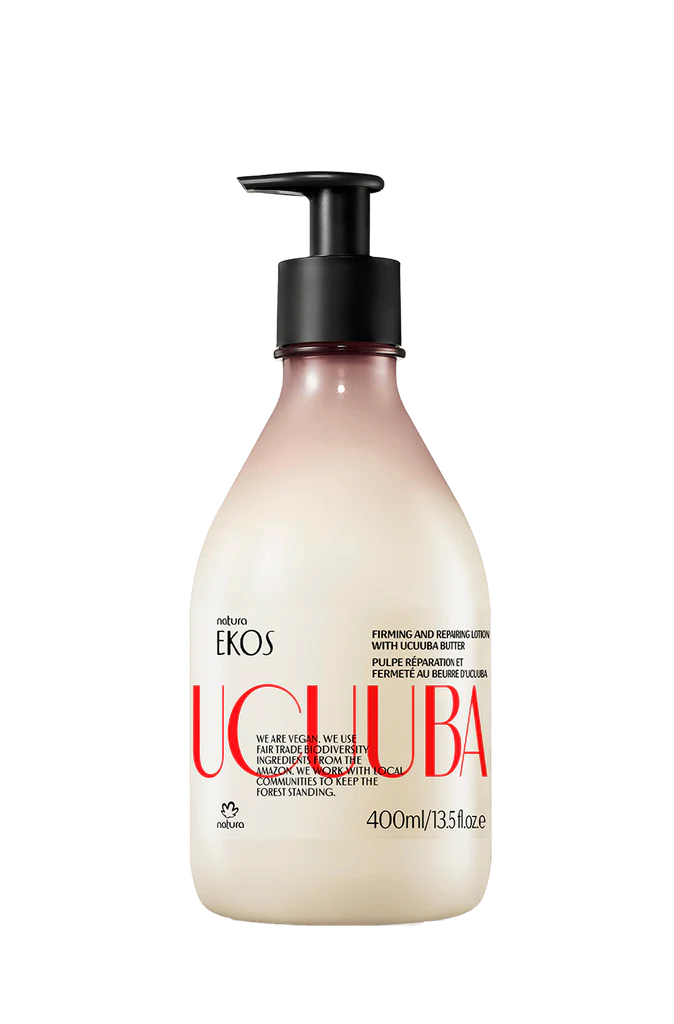 natura
EKOS
FIRMING AND REPAIRING LOTION
WITH UCUUBA BUTTER
PULPE RÉPARATION ET
FERMETÉ AU BEURRE D'UCUUBA
UCUUBA
WE ARE VEGAN. WE USE
FAIR TRADE BIODIVERSITY
INGREDIENTS FROM THE
AMAZON. WE WORK WITH LOCAL
COMMUNITIES TO KEEP THE
FOREST STANDING.
natura
400ml/13.5 fl.oz.e